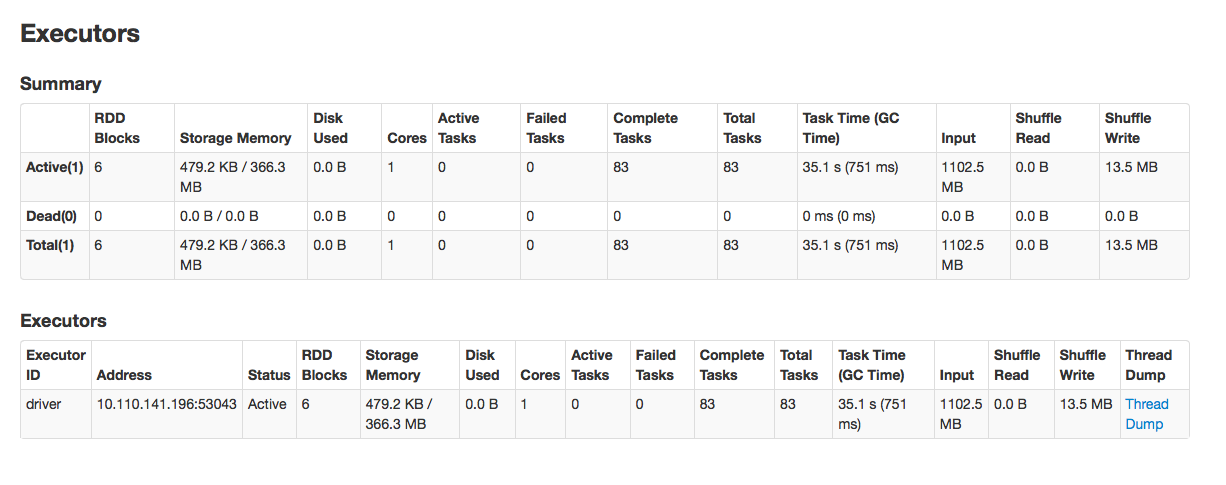 Executors
Summary
RDD Blocks Storage Memory Disk Used Cores Active Tasks Failed Tasks Complete Tasks Total Tasks Task Time (GC Time) Input Shuffle Read Shuffle Write
Active(1) 6 479.2 KB / 366.3 MB 0.0 B 1 0 0 83 83 35.1 s (751 ms) 1102.5 MB 0.0 B 13.5 MB
Dead(0) 0 0.0 B / 0.0 B 0.0 B 0 0 0 0 0 0 ms (0 ms) 0.0 B 0.0 B 0.0 B
Total(1) 6 479.2 KB / 366.3 MB 0.0 B 1 0 0 83 83 35.1 s (751 ms) 1102.5 MB 0.0 B 13.5 MB
Executors
Executor ID Address Status RDD Blocks Storage Memory Disk Used Cores Active Tasks Failed Tasks Complete Tasks Total Tasks Task Time (GC Time) Input Shuffle Read Shuffle Write Thread Dump
driver 10.110.141.196:53043 Active 6 479.2 KB / 366.3 MB 0.0 B 1 0 0 83 83 35.1 s (751 ms) 1102.5 MB 0.0 B 13.5 MB Thread Dump